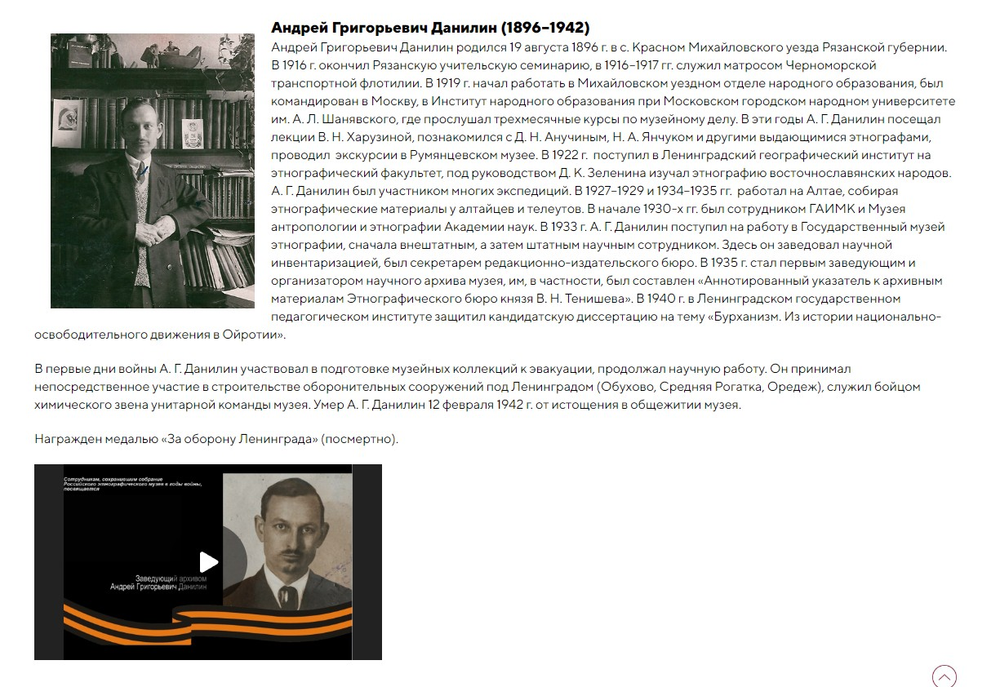 Андрей Григорьевич Данилин (1896–1942)
Андрей Григорьевич Данилин родился 19 августа 1896 г. в с. Красном Михайловского уезда Рязанской губернии.
В 1916 г. окончил Рязанскую учительскую семинарию, в 1916–1917 гг. служил матросом Черноморской
транспортной флотилии. В 1919 г. начал работать в Михайловском уездном отделе народного образования, был
командирован в Москву, в Институт народного образования при Московском городском народном университете
им. А. Л. Шанявского, где прослушал трехмесячные курсы по музейному делу. В эти годы А. Г. Данилин посещал
лекции В. Н. Харузиной, познакомился с Д. Н. Анучиным, Н. А. Янчуком и другими выдающимися этнографами,
проводил экскурсии в Румянцевском музее. В 1922 г. поступил в Ленинградский географический институт на
этнографический факультет, под руководством Д. К. Зеленина изучал этнографию восточнославянских народов.
А. Г. Данилин был участником многих экспедиций. В 1927–1929 и 1934–1935 гг. работал на Алтае, собирая
этнографические материалы у алтайцев и телеутов. В начале 1930-х гг. был сотрудником ГАИМК и Музея
антропологии и этнографии Академии наук. В 1933 г. А. Г. Данилин поступил на работу в Государственный музей
этнографии, сначала внештатным, а затем штатным научным сотрудником. Здесь он заведовал научной
инвентаризацией, был секретарем редакционно-издательского бюро. В 1935 г. стал первым заведующим и
организатором научного архива музея, им, в частности, был составлен «Аннотированный указатель к архивным
материалам Этнографического бюро князя В. Н. Тенишева». В 1940 г. в Ленинградском государственном
педагогическом институте защитил кандидатскую диссертацию на тему «Бурханизм. Из истории национально-
освободительного движения в Ойротии».
В первые дни войны А. Г. Данилин участвовал в подготовке музейных коллекций к эвакуации, продолжал научную работу. Он принимал
непосредственное участие в строительстве оборонительных сооружений под Ленинградом (Обухово, Средняя Рогатка, Оредеж), служил бойцом
химического звена унитарной команды музея. Умер А. Г. Данилин 12 февраля 1942 г. от истощения в общежитии музея.
Награжден медалью «За оборону Ленинграда» (посмертно).
Сотрудникам, сохранившим собрание
Российского этнографического музея в годы войны,
посвящается
Заведующий архивом
Андрей Григорьевич Данилин